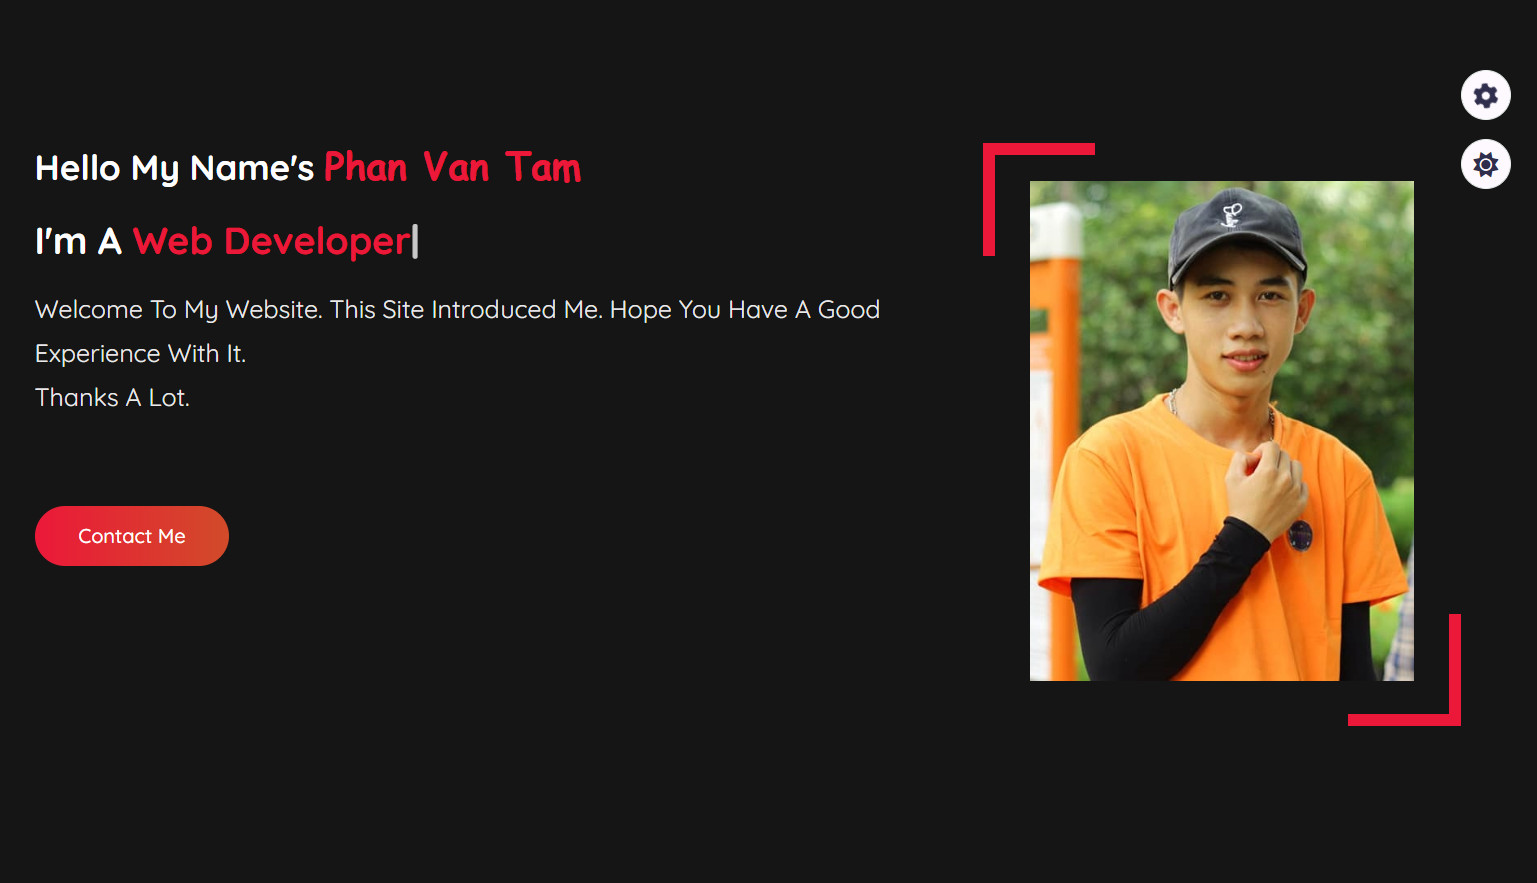 Hello My Name's Phan Van Tam
I'm A Web Developer
Welcome To My Website. This Site Introduced Me. Hope You Have A Good
Experience With It.
Thanks A Lot.
Contact Me